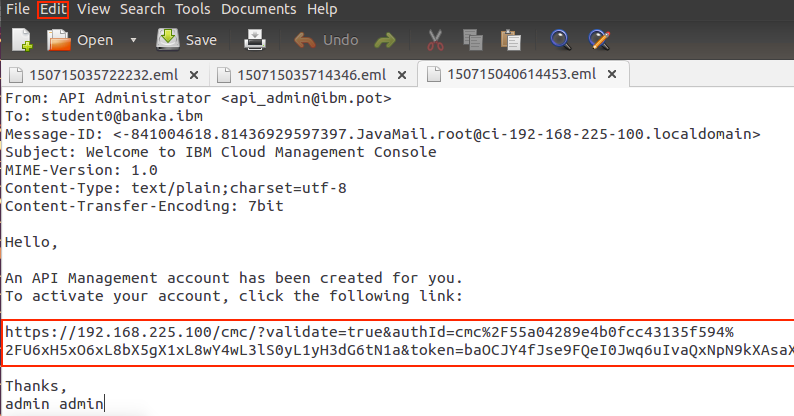 File Edit View Search Tools Documents Help
Open Save Undo
150715035722232.eml 150715035714346.eml 150715040614453.eml
From: API Administrator <api_admin@ibm.pot>
To: student0@banka.ibm
Message-ID: <-841004618.81436929597397.JavaMail.root@ci-192-168-225-100.localdomain>
Subject: Welcome to IBM Cloud Management Console
MIME-Version: 1.0
Content-Type: text/plain;charset=utf-8
Content-Transfer-Encoding: 7bit
Hello,
An API Management account has been created for you.
To activate your account, click the following link:
https://192.168.225.100/cmc/?validate=true&authId=cmc%2F55a04289e4b0fcc43135f594%
2FU6xH5xO6xL8bX5gX1xL8wY4wL3lS0yL1yH3dG6tN1a&token=baOCJY4fJse9FQeI0Jwq6uIvaQxNpN9kXAsaX
Thanks,
admin admin